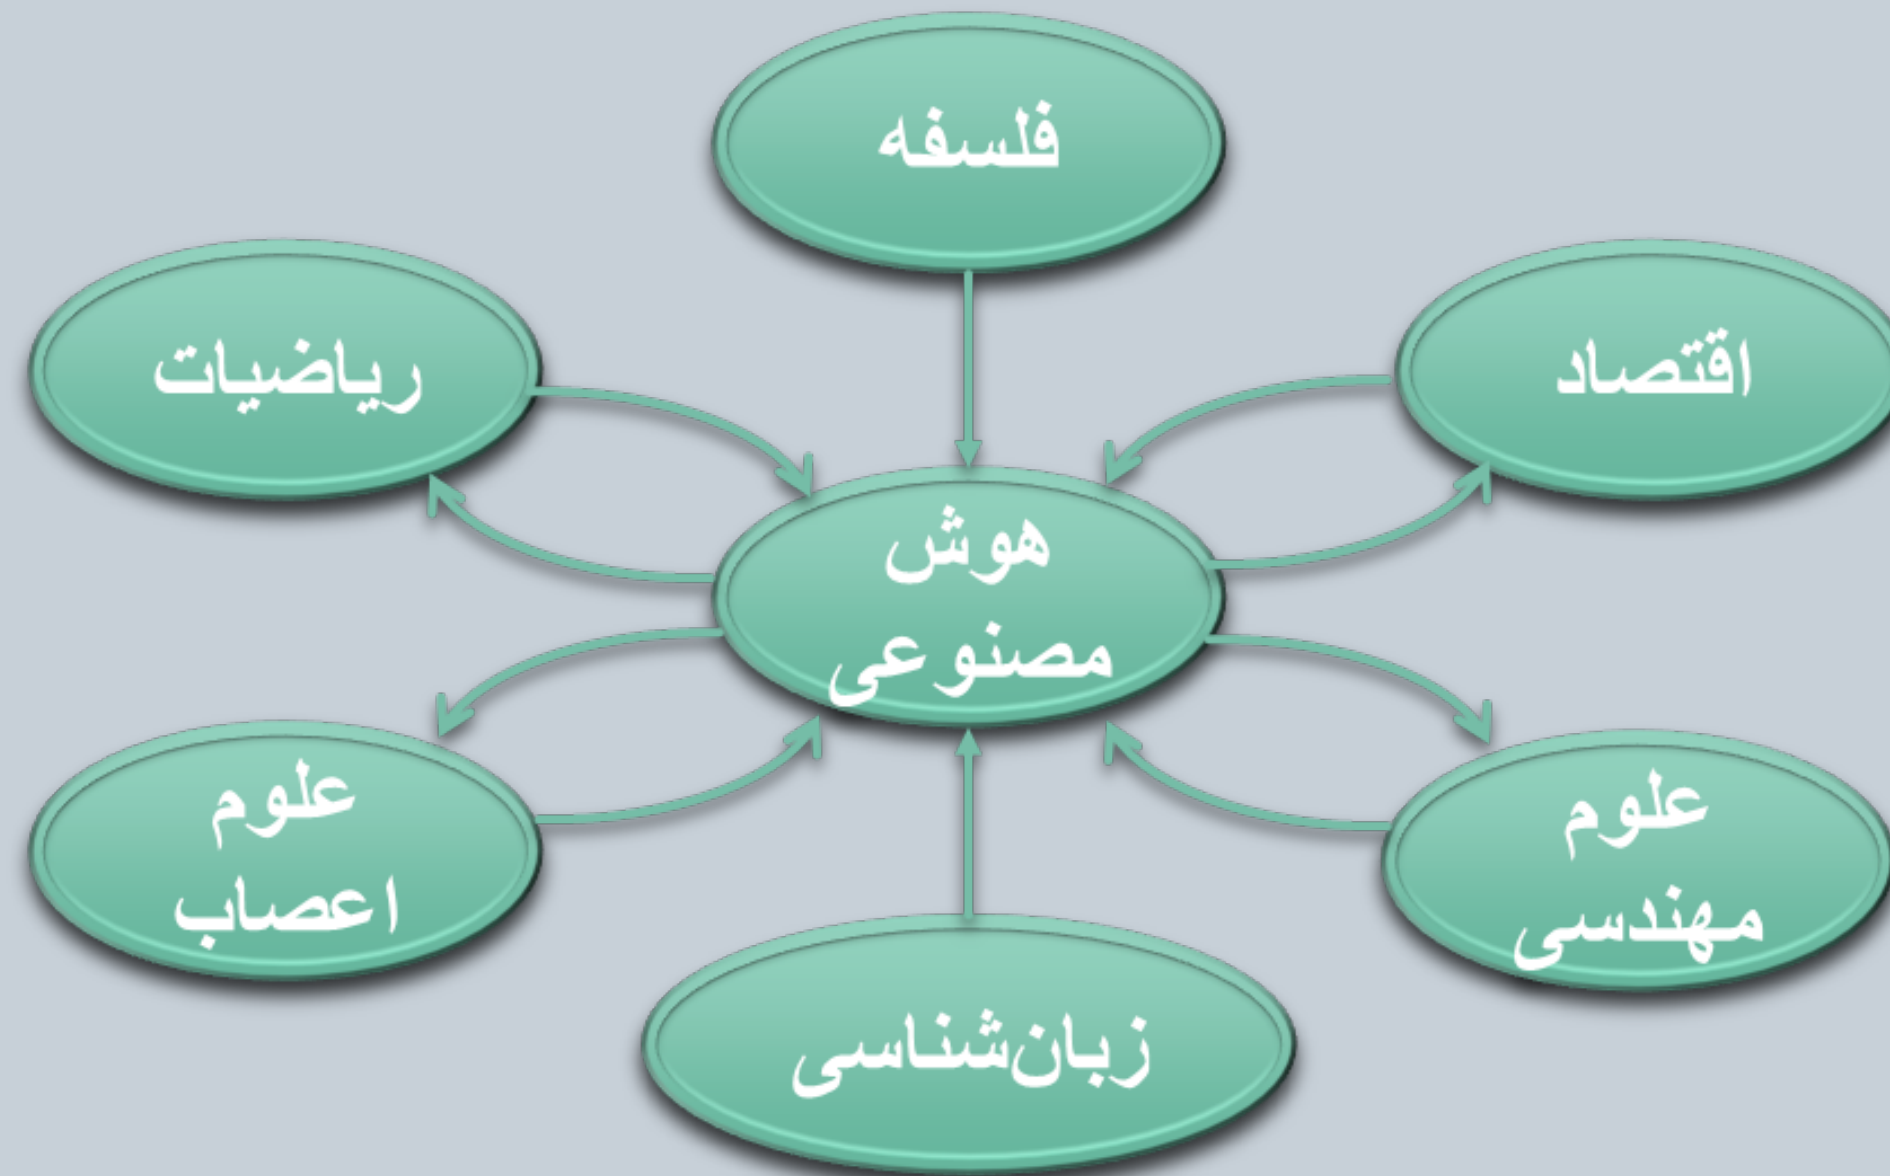 فلسفه
اقتصاد
ریاضیات
هوش
مصنوعی
علوم
مهندسی
علوم
اعصاب
زبان‌شناسی